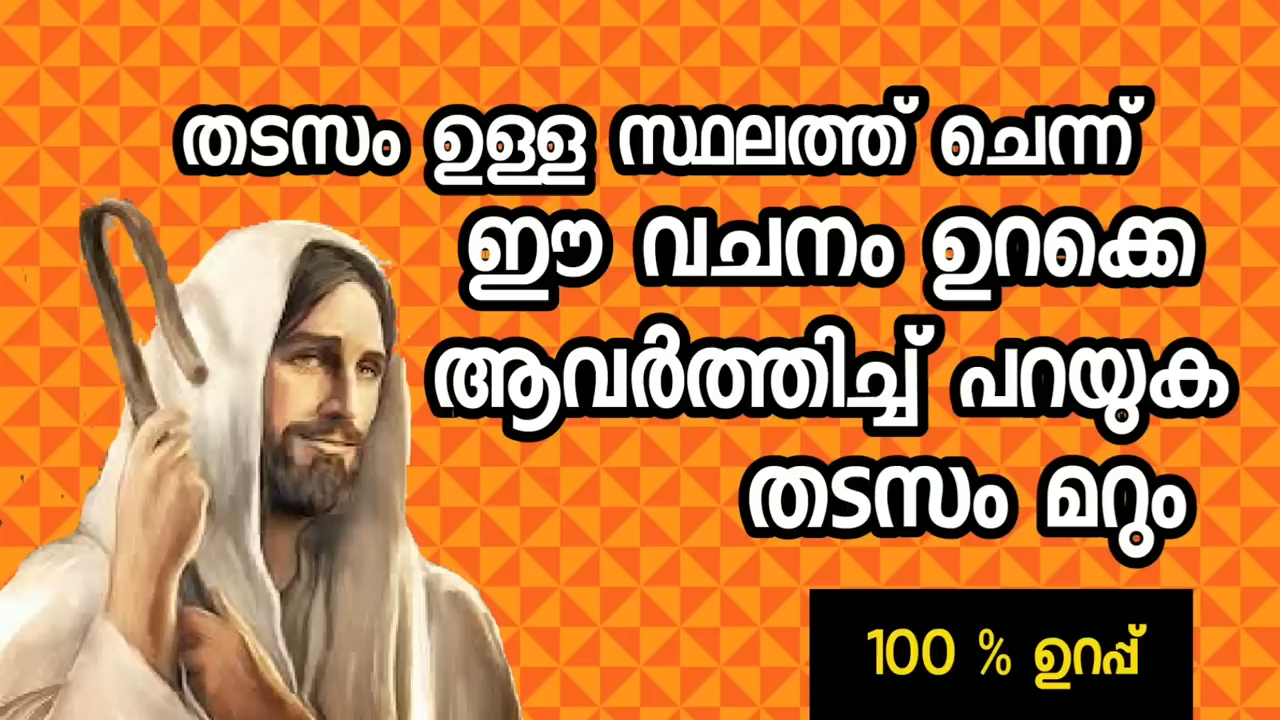 തടസം ഉള്ള സ്ഥലത്ത് ചെന്ന്
ഈ വചനം ഉറക്കെ
ആവർത്തിച്ച് പറയുക
തടസം മറും
100 % ഉറപ്പ്